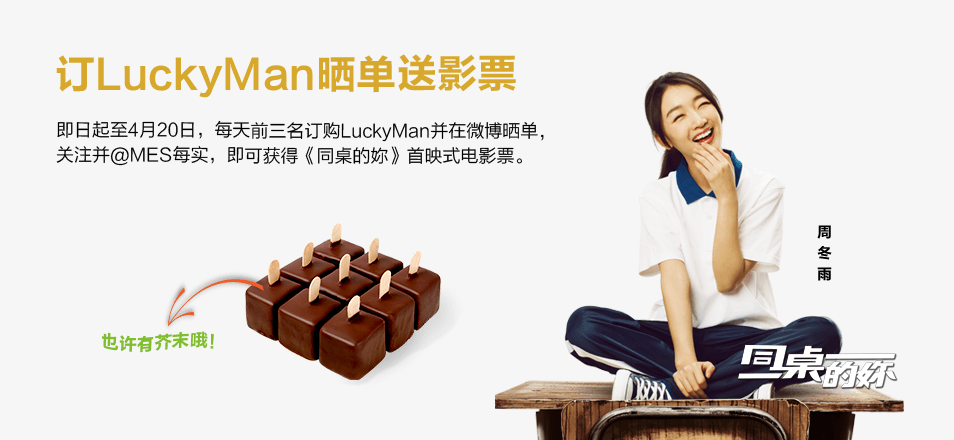 订LuckyMan晒单送影票
即日起至4月20日，每天前三名订购LuckyMan并在微博晒单，
关注并@MES每实，即可获得《同桌的妳》首映式电影票。
周冬雨
也许有芥末哦！
同桌的妳